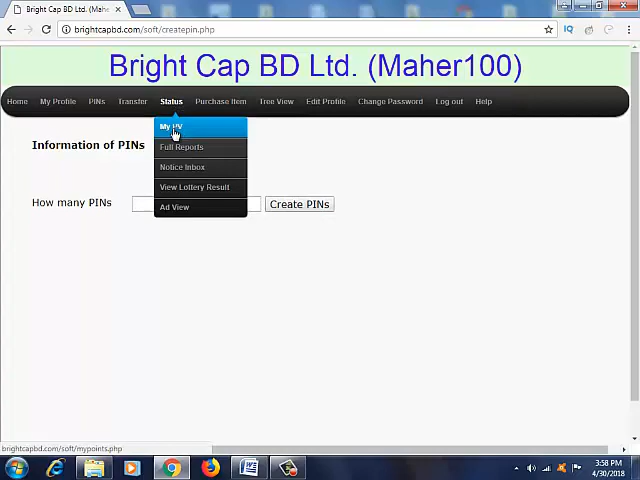 Bright Cap BD Ltd. (Mahe
brightcapbd.com/soft/createpin.php
IQ
Bright Cap BD Ltd. (Maher100)
Home My Profile PINs Transfer Status Purchase Item Tree View Edit Profile Change Password Log out Help
My
Full Reports
Notice Inbox
View Lottery Result
Ad View
Information of PINs
How many PINs
Create PINs
brightcapbd.com/soft/mypoints.php
3:58 PM
4/30/2018